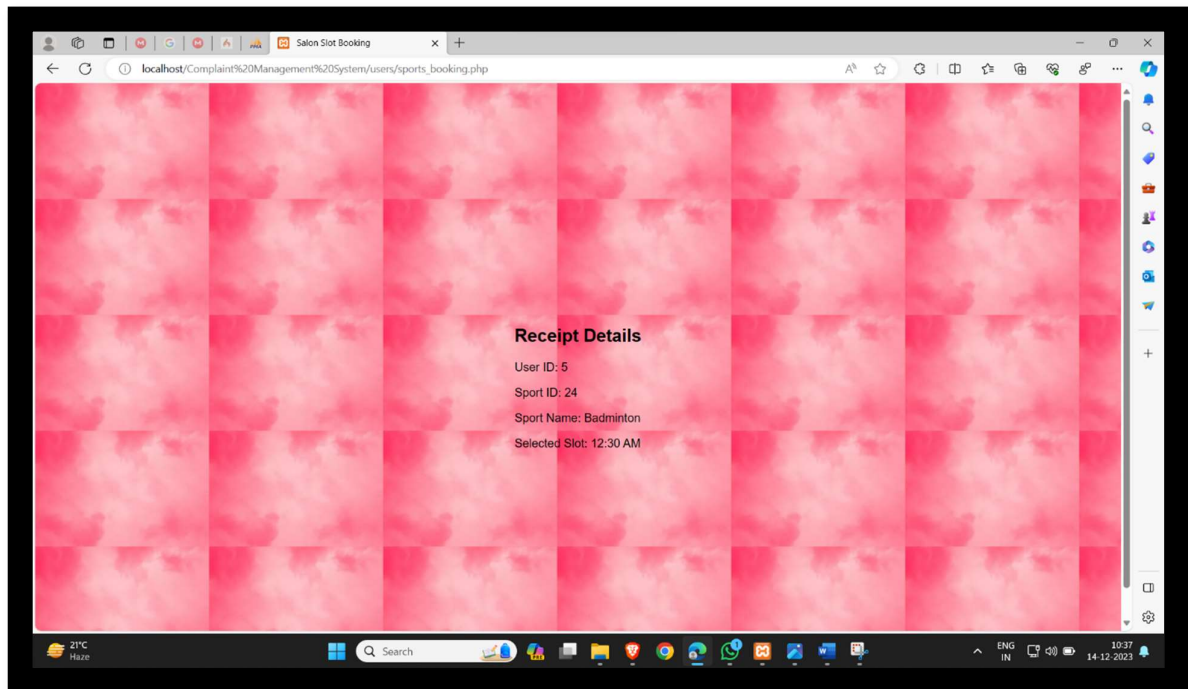 Salon Slot Booking
localhost/Complaint%20Management%20System/users/sports_booking.php
Receipt Details
User ID: 5
Sport ID: 24
Sport Name: Badminton
Selected Slot: 12:30 AM
21°C
Haze
Search
1
ENG
IN
10:37
14-12-2023